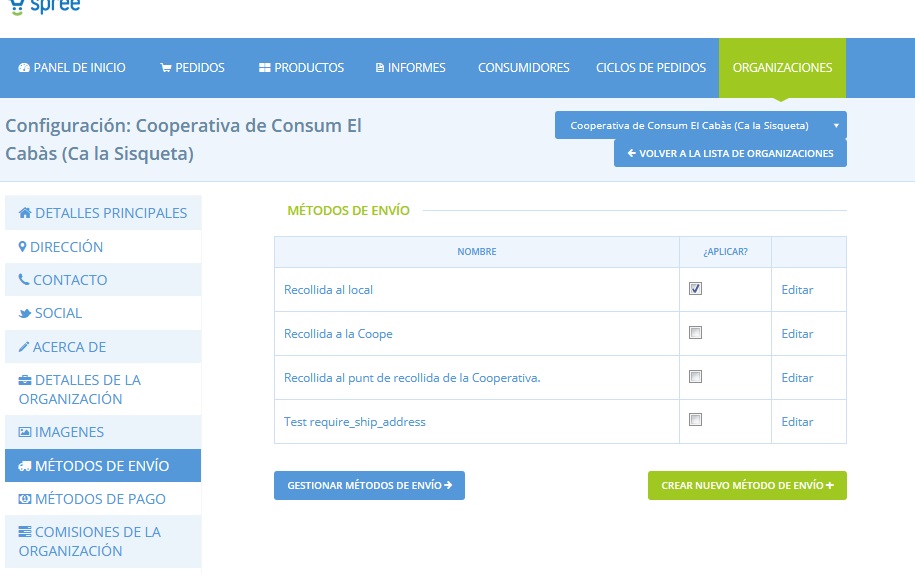 spree
PANEL DE INICIO
PEDIDOS
PRODUCTOS
INFORMES
CONSUMIDORES
CICLOS DE PEDIDOS
ORGANIZACIONES
Configuración: Cooperativa de Consum El
Cabàs (Ca la Sisqueta)
Cooperativa de Consum El Cabàs (Ca la Sisqueta)
VOLVER A LA LISTA DE ORGANIZACIONES
DETALLES PRINCIPALES
DIRECCIÓN
CONTACTO
SOCIAL
ACERCA DE
DETALLES DE LA
ORGANIZACIÓN
IMAGENES
MÉTODOS DE ENVÍO
MÉTODOS DE PAGO
COMISIONES DE LA
ORGANIZACIÓN
MÉTODOS DE ENVÍO
NOMBRE
¿APLICAR?
Recollida al local
Editar
Recollida a la Coope
Editar
Recollida al punt de recollida de la Cooperativa.
Editar
Test require_ship_address
Editar
GESTIONAR MÉTODOS DE ENVÍO
CREAR NUEVO MÉTODO DE ENVÍO